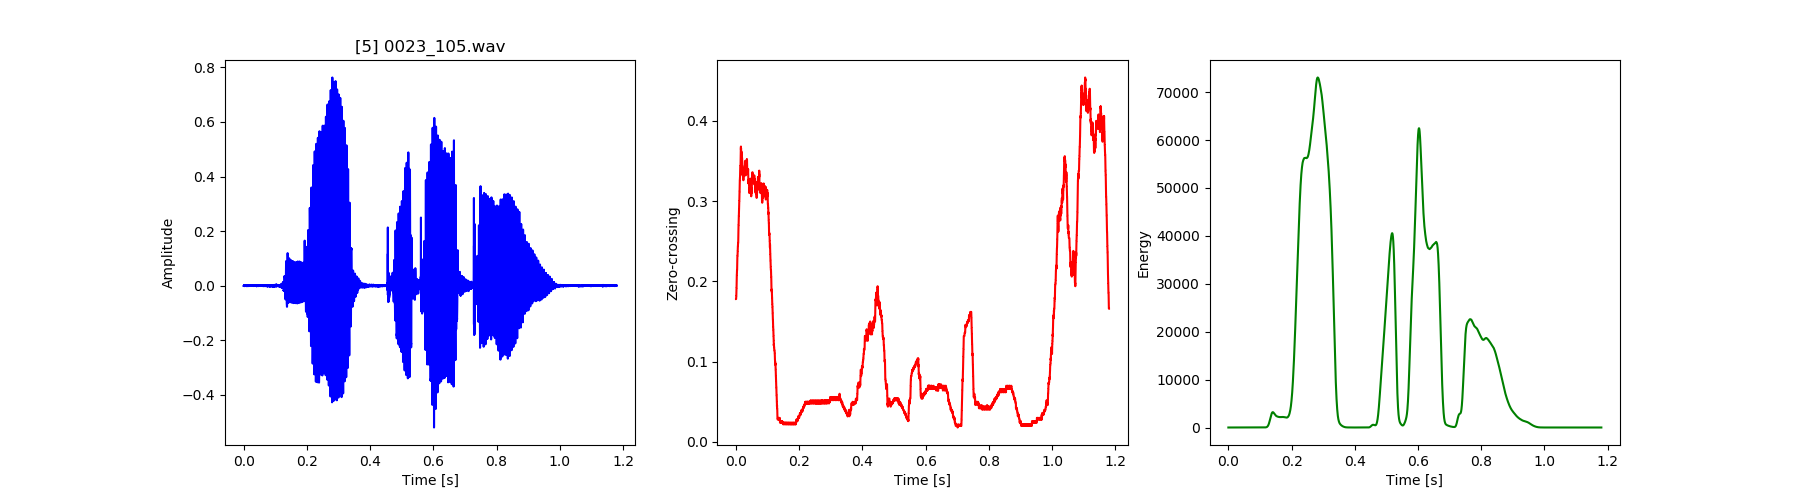 [5] 0023_105.wav
0.8
0.6
0.4
0.2
0.0
−0.2
−0.4
Amplitude
0.0 0.2 0.4 0.6 0.8 1.0 1.2
Time [s]
0.4
0.3
0.2
0.1
0.0
Zero-crossing
0.0 0.2 0.4 0.6 0.8 1.0 1.2
Time [s]
70000
60000
50000
40000
30000
20000
10000
0
Energy
0.0 0.2 0.4 0.6 0.8 1.0 1.2
Time [s]